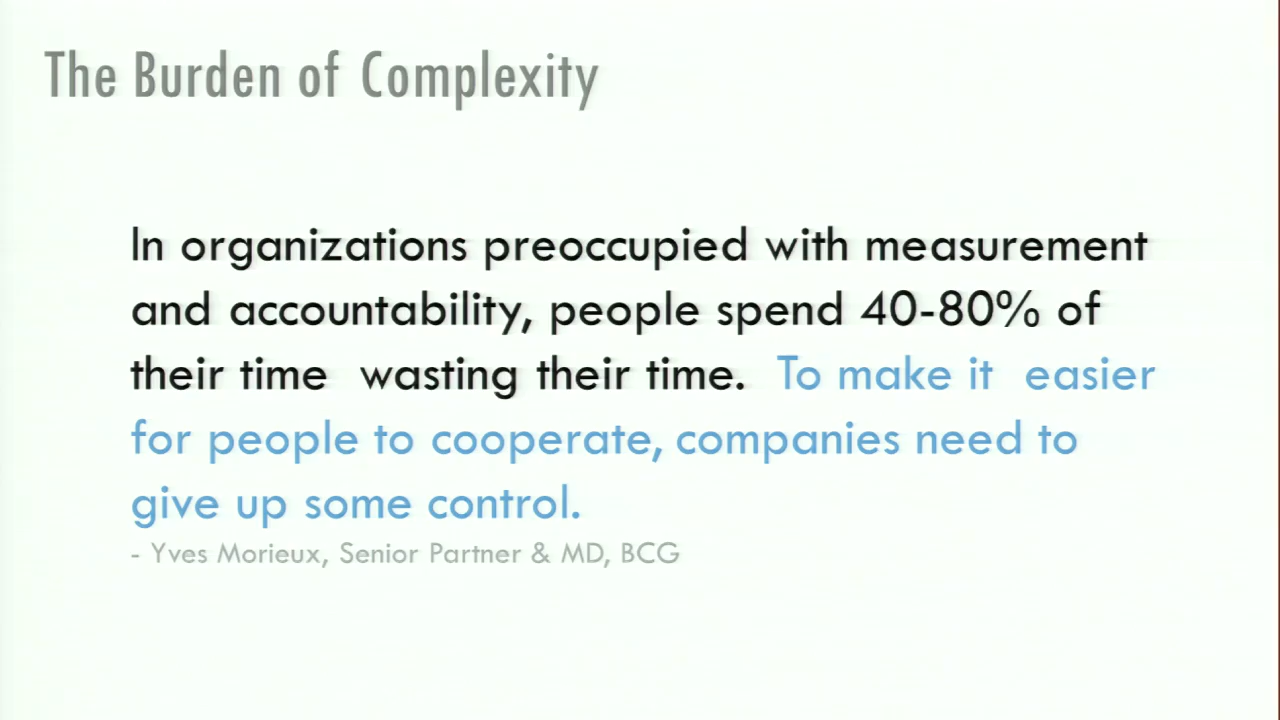 The Burden of Complexity
In organizations preoccupied with measurement
and accountability, people spend 40-80% of
their time  wasting their time.  To make it  easier
for people to cooperate, companies need to
give up some control.
- Yves Morieux, Senior Partner & MD, BCG